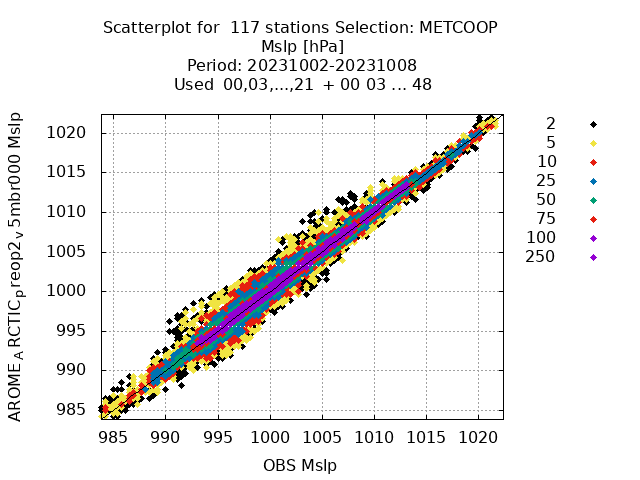 Scatterplot for 117 stations Selection: METCOOP
Mslp [hPa]
Period: 20231002-20231008
Used 00,03,...,21 + 00 03 ... 48
AROME_ARCTIC_preop2_v5mbr000 Mslp
1020
1015
1010
1005
1000
995
990
985
985 990 995 1000 1005 1010 1015 1020
OBS Mslp
2
5
10
25
50
75
100
250